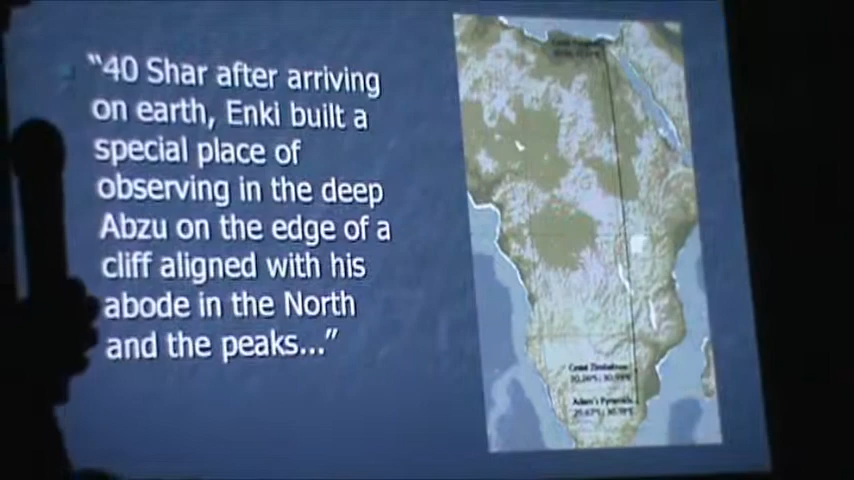 “40 Shar after arriving
on earth, Enki built a
special place of
observing in the deep
Abzu on the edge of a
cliff aligned with his
abode in the North
and the peaks...”
Great Zimbabwe
Adam's Pyramids